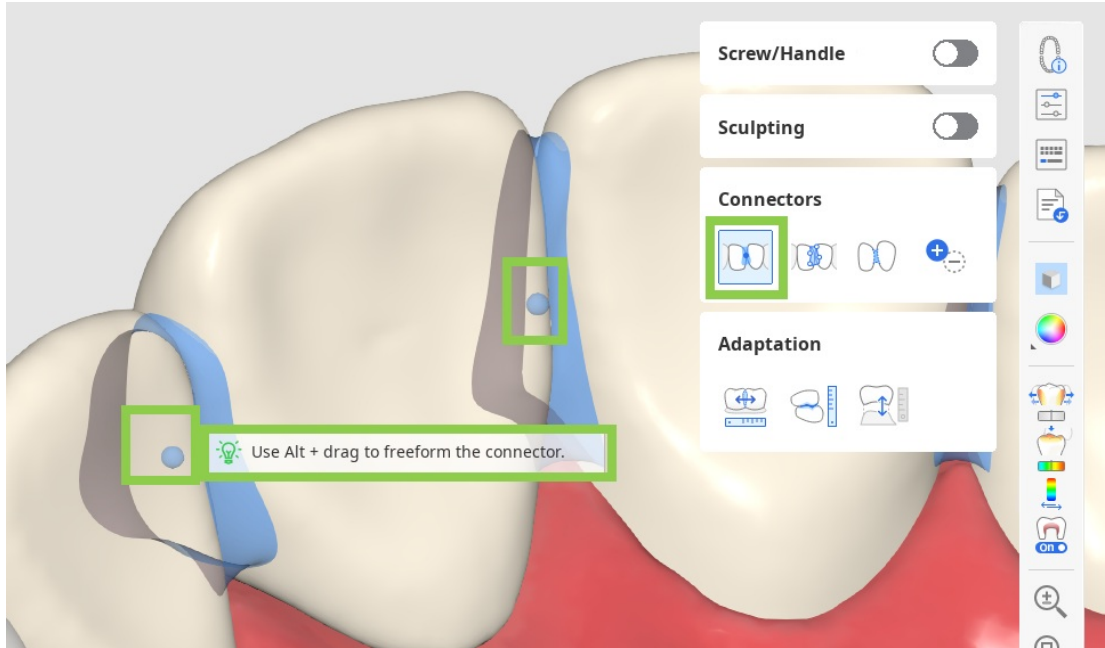 Screw/Handle
Sculpting
Connectors
Adaptation
Use Alt + drag to freeform the connector.
On